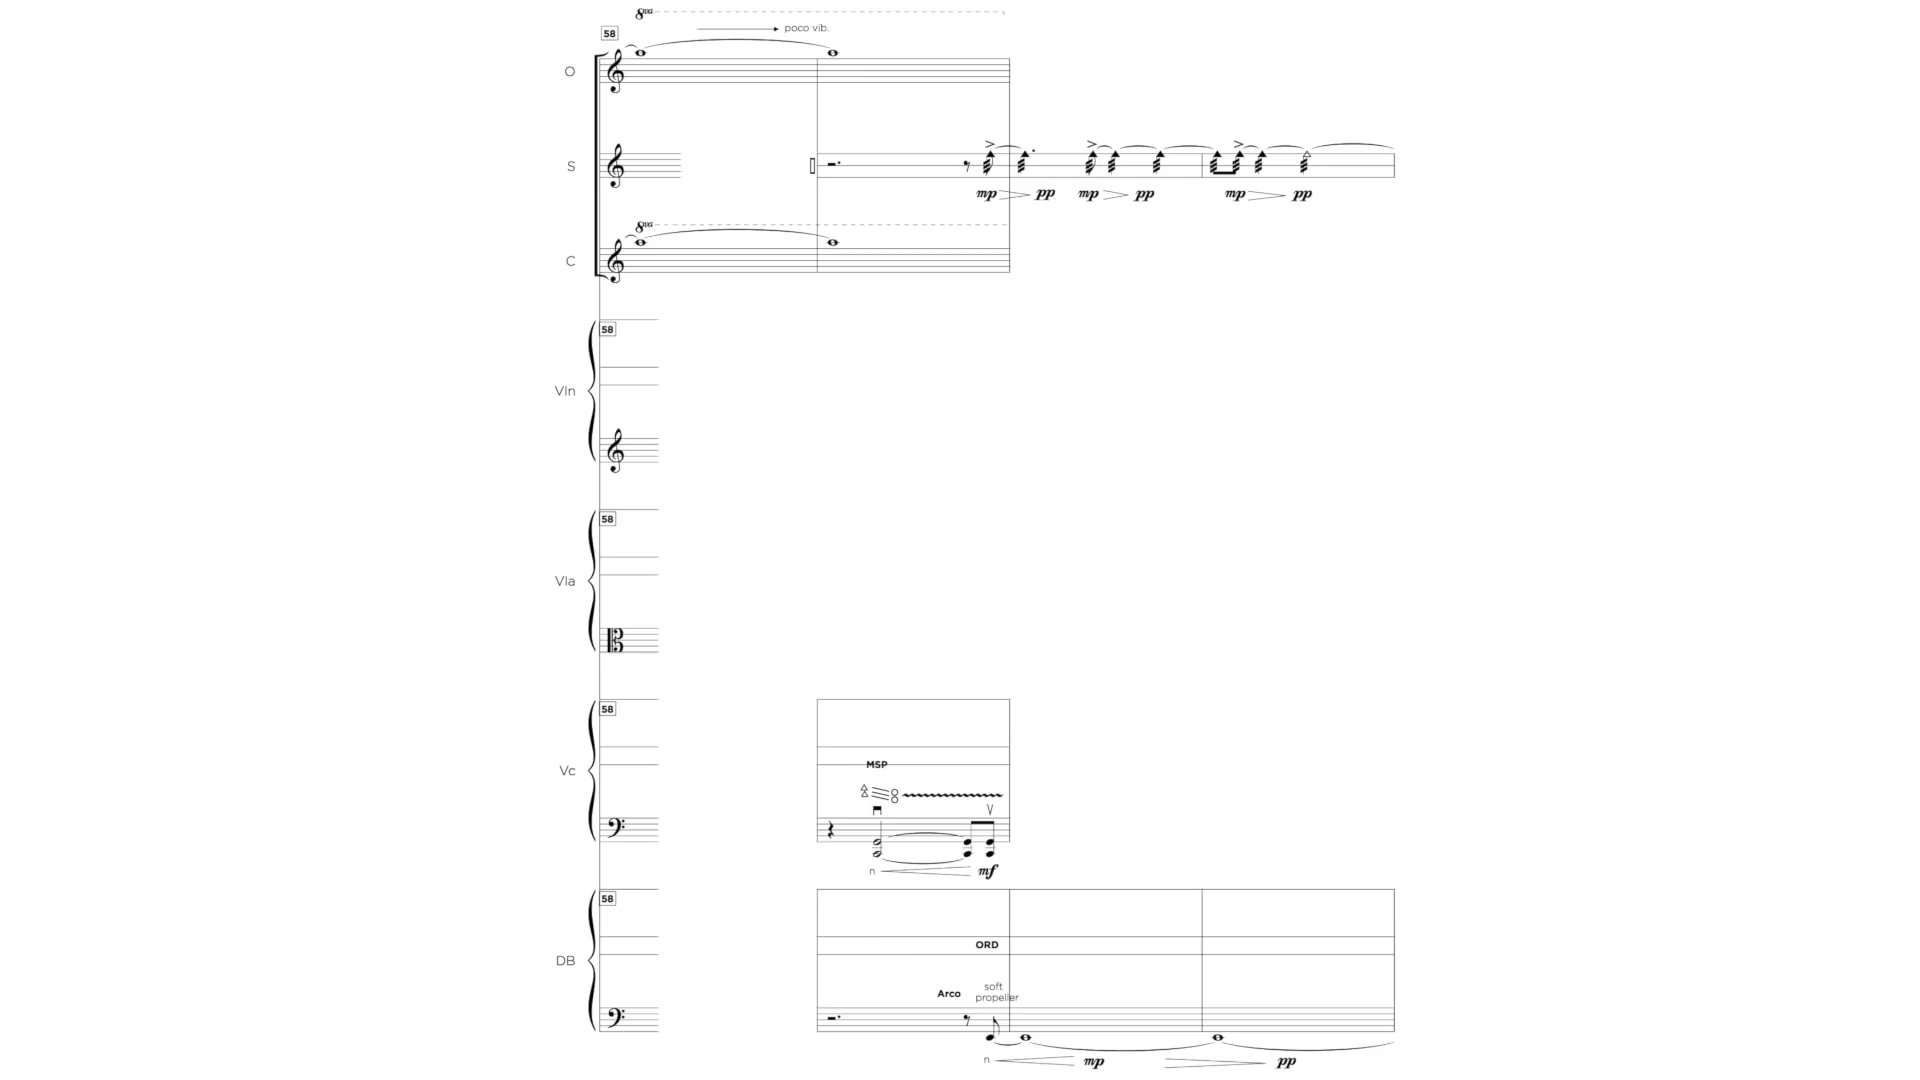 8va
58 poco vib.
O
S
mp pp mp pp mp pp
8va
C
58
Vln
58
Vla
58
MSP
Vc
n mf
58
ORD
DB
Arco soft
propeller
n mp pp